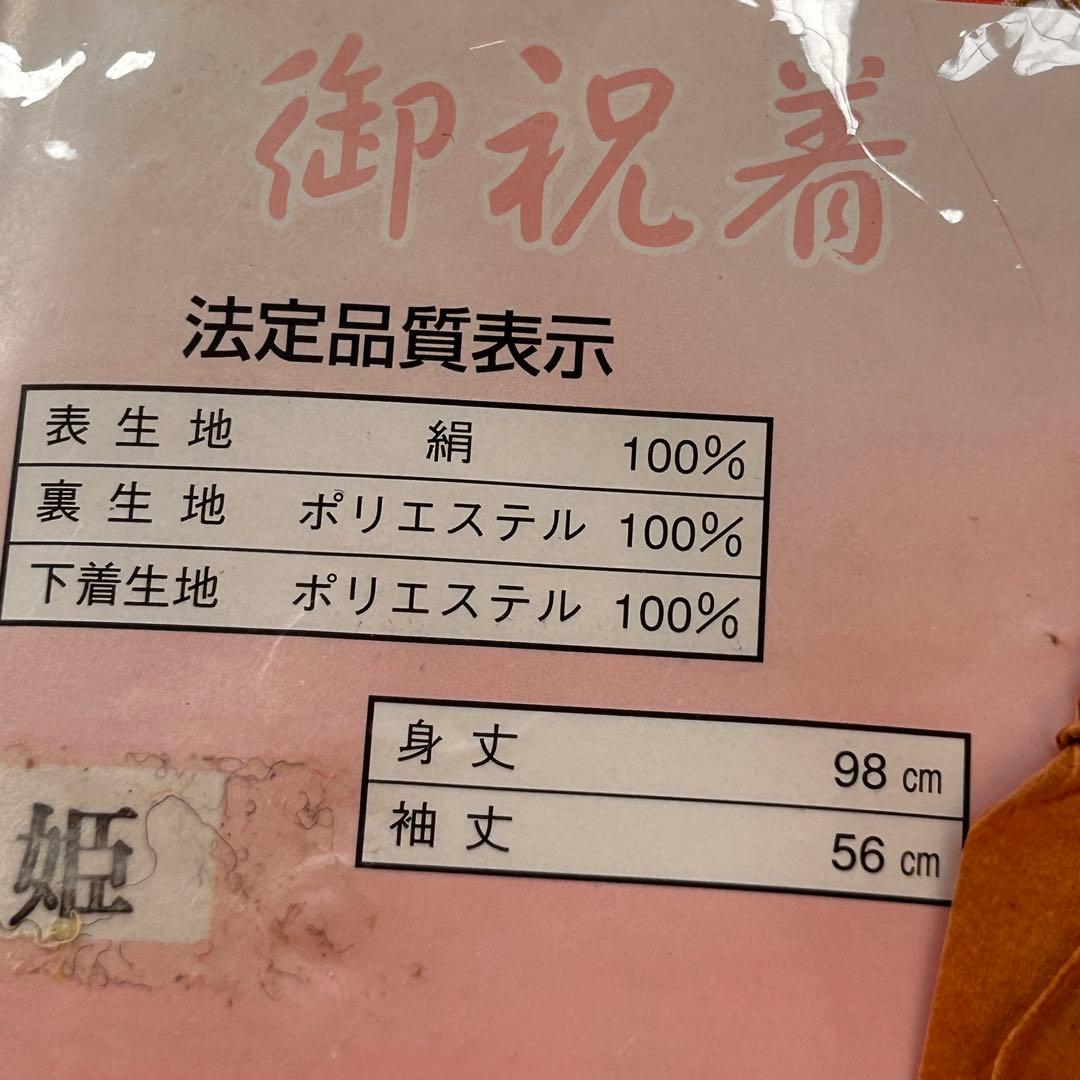 御祝着
法定品質表示
表生地 絹 100%
裏生地 ポリエステル 100%
下着生地 ポリエステル 100%
身丈 98cm
袖丈 56cm
姫